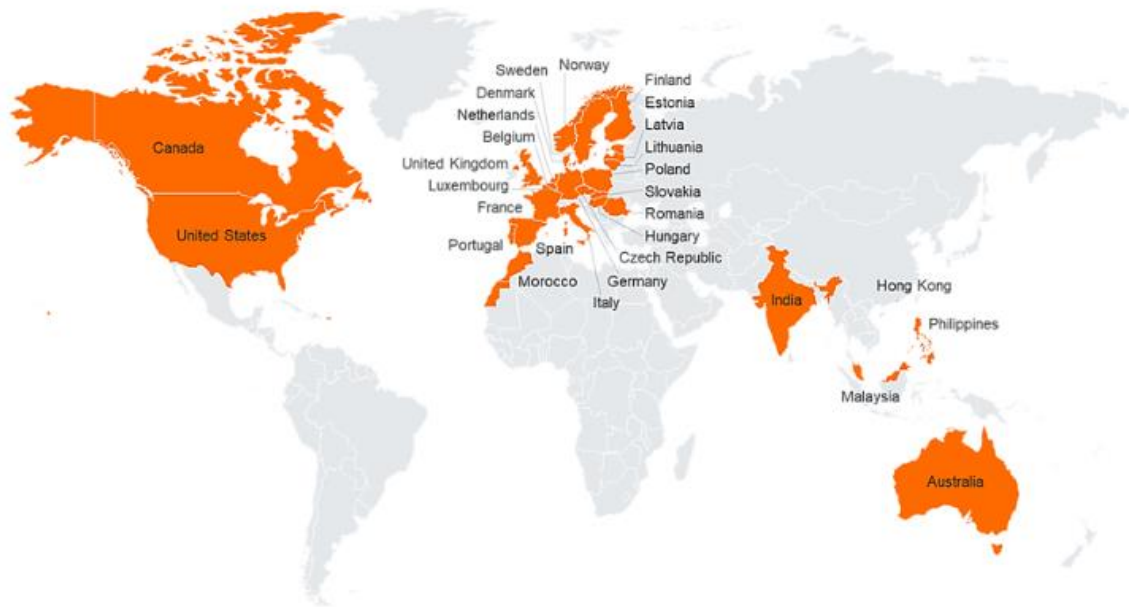 Norway
Sweden
Finland
Denmark
Estonia
Netherlands
Latvia
Belgium
Lithuania
Canada
United Kingdom
Poland
Luxembourg
Slovakia
France
Romania
United States
Hungary
Portugal
Spain
Czech Republic
Morocco
Germany
Hong Kong
Italy
India
Philippines
Malaysia
Australia